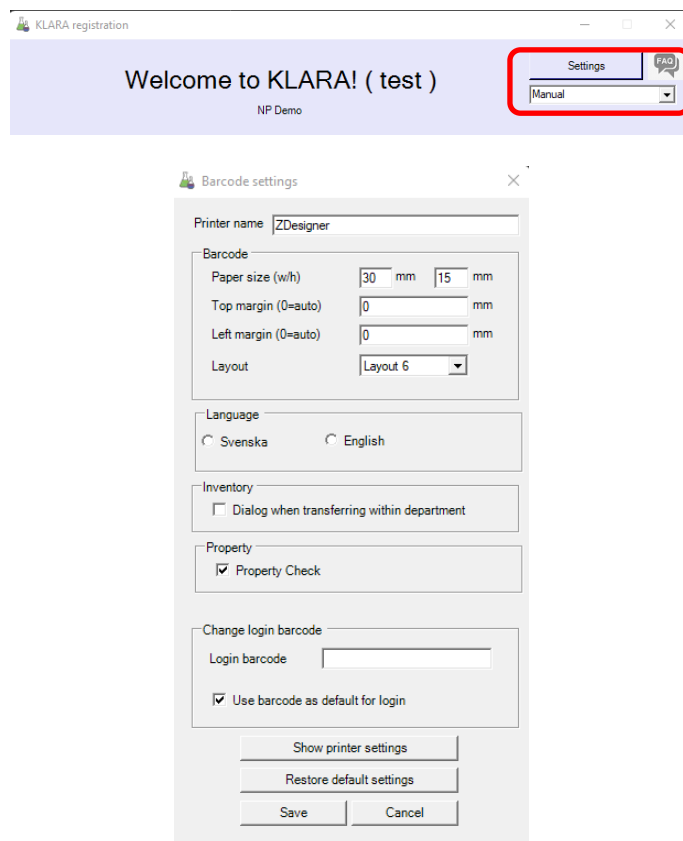 KLARA registration
Welcome to KLARA! ( test )
NP Demo
Settings
FAQ
Manual
Barcode settings
Printer name ZDesigner
Barcode
Paper size (w/h) 30 mm 15 mm
Top margin (0=auto) 0 mm
Left margin (0=auto) 0 mm
Layout Layout 6
Language
Svenska English
Inventory
Dialog when transferring within department
Property
Property Check
Change login barcode
Login barcode
Use barcode as default for login
Show printer settings
Restore default settings
Save Cancel